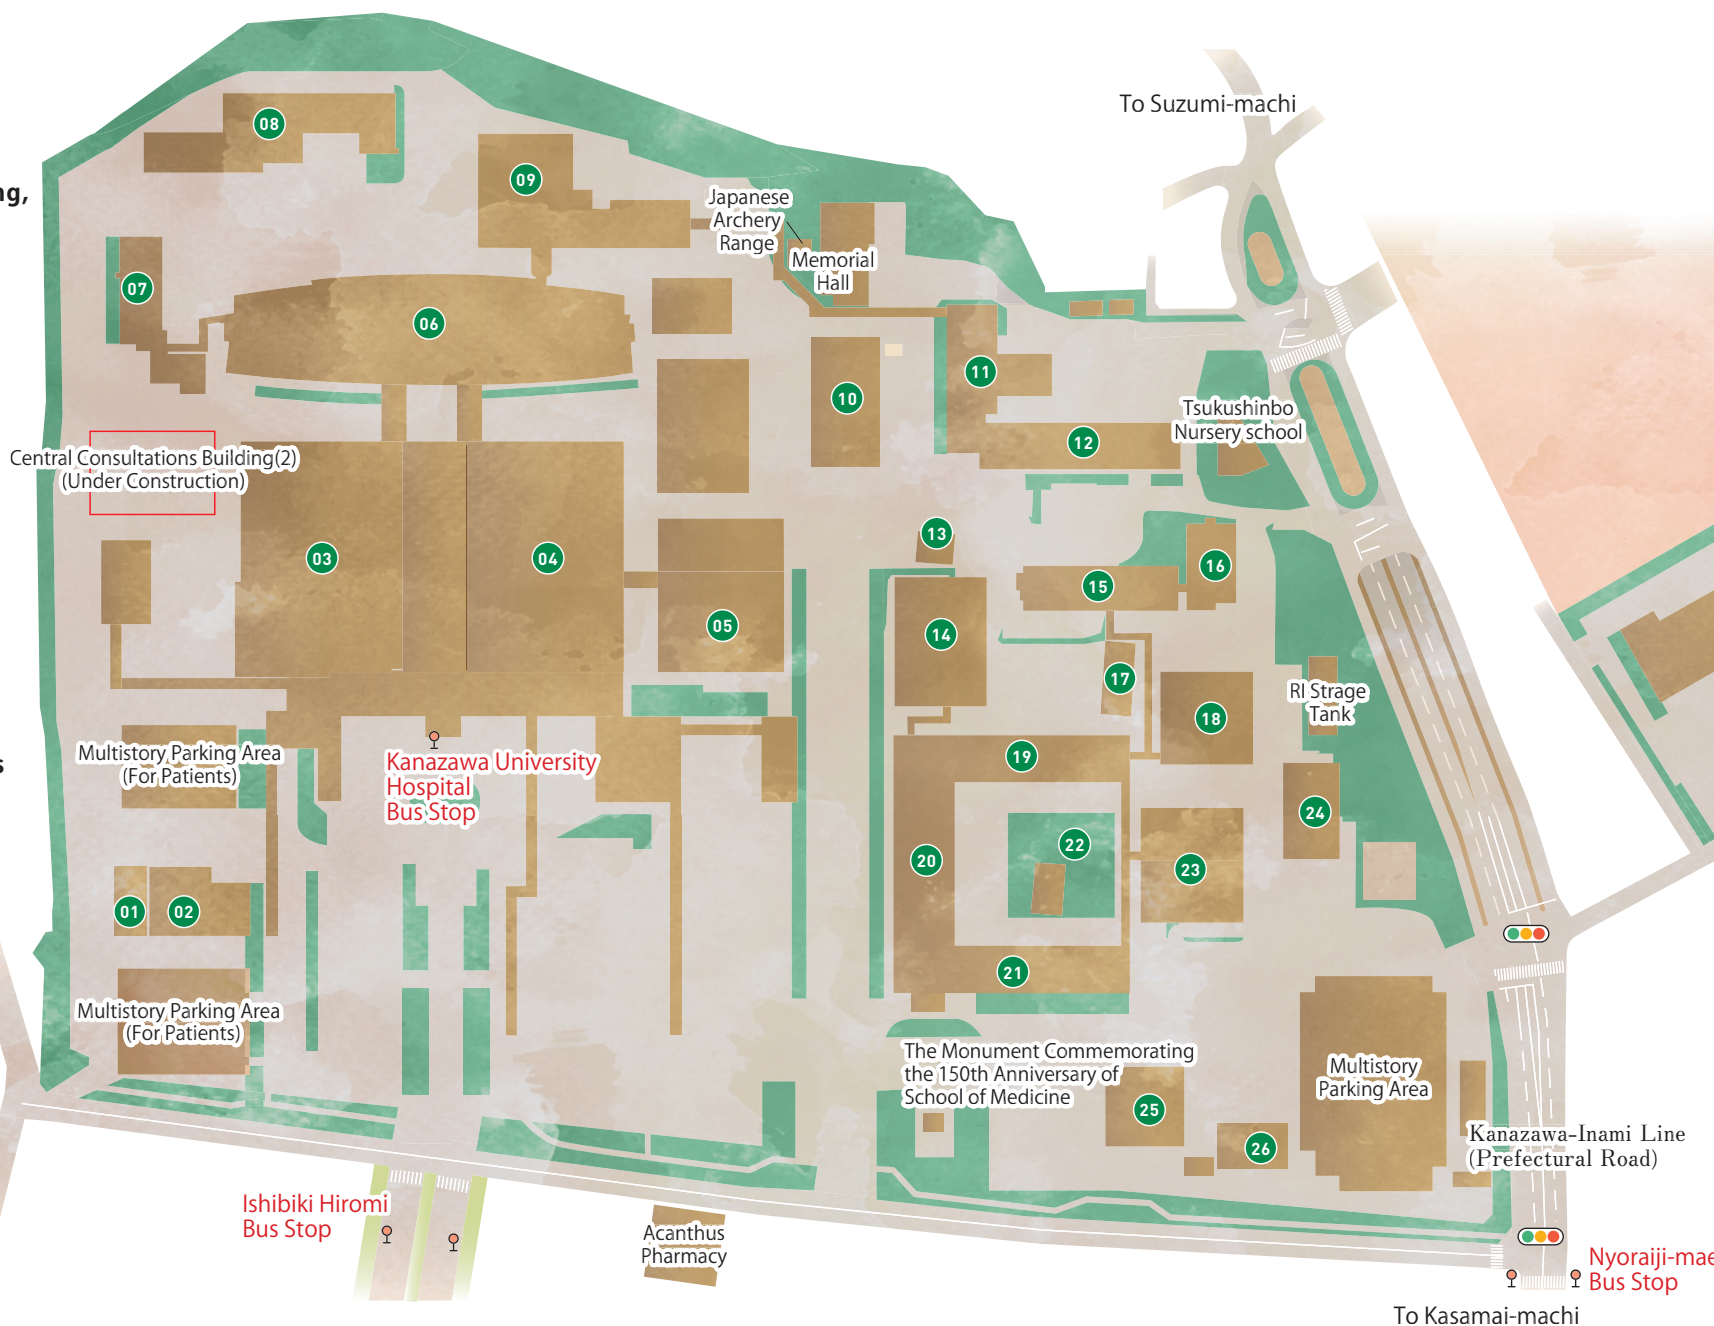 To Suzumi-machi
08
ng,
09
Japanese
Archery
Range
Memorial
Hall
07
06
11
10
Tsukushinbo
Nursery school
12
Central Consultations Building(2)
(Under Construction)
13
03
04
16
15
05
14
17
RI Strage
Tank
18
Multistory Parking Area
(For Patients)
s
Kanazawa University
Hospital
Bus Stop
19
24
22
20
23
01
02
21
Multistory Parking Area
(For Patients)
The Monument Commemorating
the 150th Anniversary of
School of Medicine
Multistory
Parking Area
25
26
Kanazawa-Inami Line
(Prefectural Road)
Ishibiki Hiromi
Bus Stop
Acanthus
Pharmacy
Nyoraiji-mae
Bus Stop
To Kasamai-machi